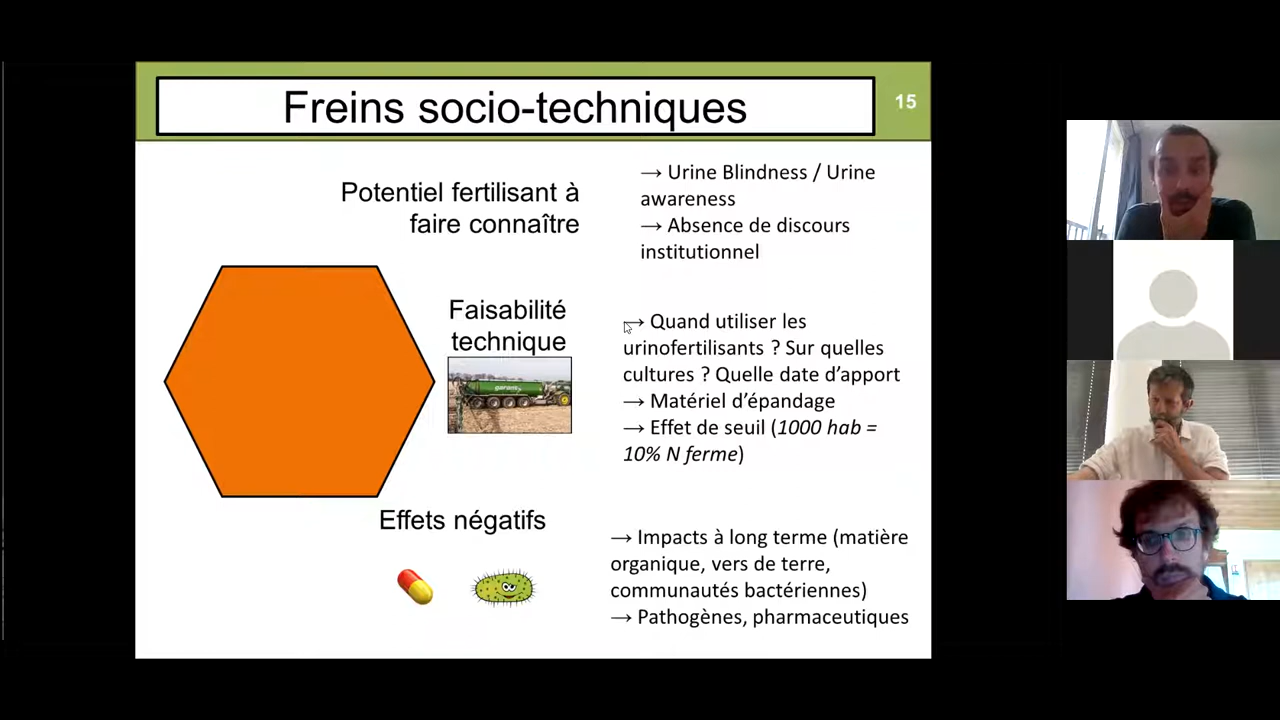 Freins socio-techniques
15
Potentiel fertilisant à
faire connaître
→ Urine Blindness / Urine
awareness
→ Absence de discours
institutionnel
Faisabilité
technique
→ Quand utiliser les
urinofertilisants ? Sur quelles
cultures ? Quelle date d’apport
→ Matériel d’épandage
→ Effet de seuil (1000 hab =
10% N ferme)
Effets négatifs
→ Impacts à long terme (matière
organique, vers de terre,
communautés bactériennes)
→ Pathogènes, pharmaceutiques